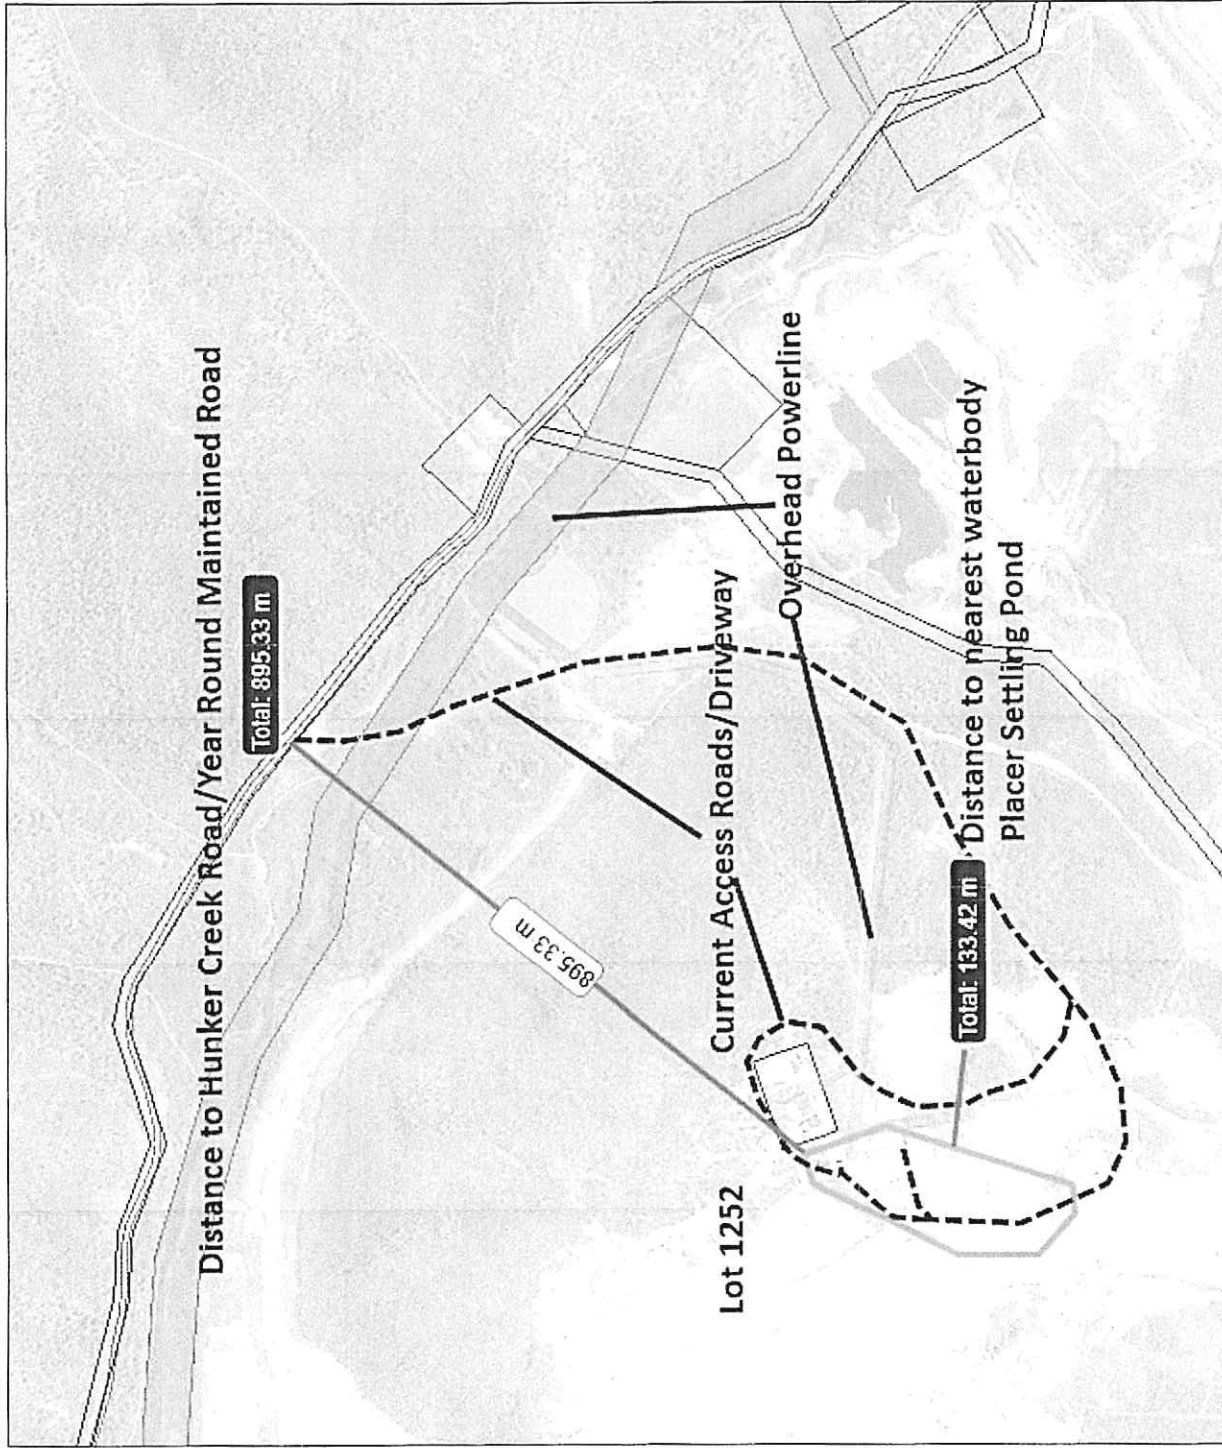 Distance to Hunker Creek Road/Year Round Maintained Road
Total: 895.33 m
895.33 m
Current Access Roads/Driveway
Overhead Powerline
Lot 1252
Total: 133.42 m
Distance to nearest waterbody
Placer Settling Pond